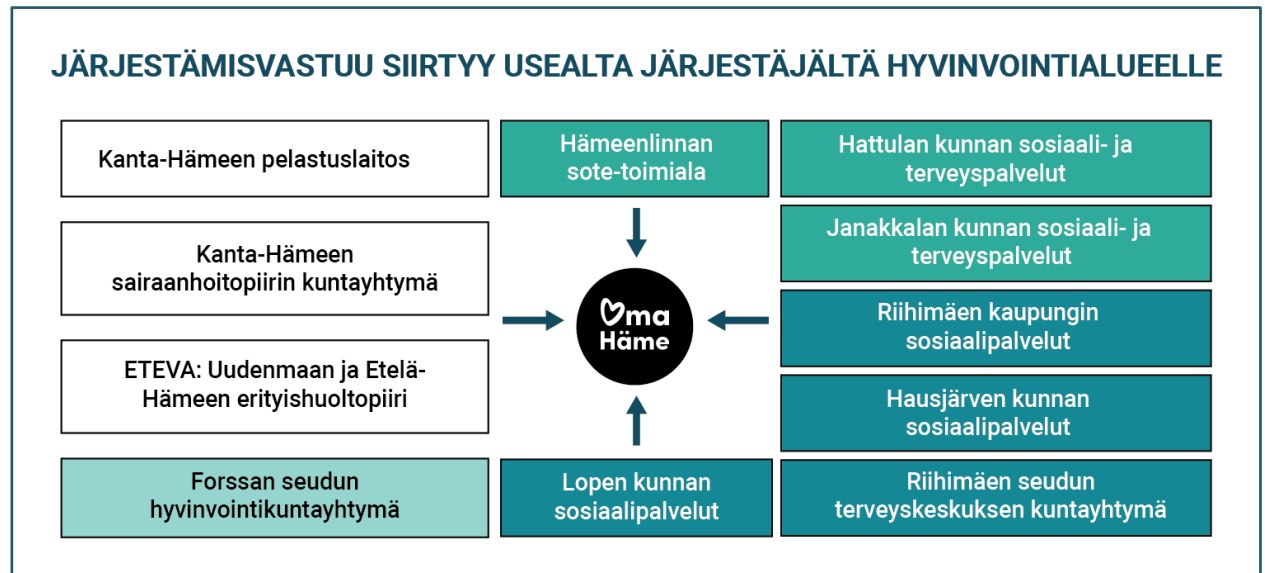 JÄRJESTÄMISVASTUU SIIRTYY USEALTA JÄRJESTÄJÄLTÄ HYVINVOINTIALUEELLE
Kanta-Hämeen pelastuslaitos
Kanta-Hämeen
sairaanhoitopiirin kuntayhtymä
ETEVA: Uudenmaan ja Etelä-
Hämeen erityishuoltopiiri
Forssan seudun
hyvinvointikuntayhtymä
Hämeenlinnan
sote-toimiala
Oma
Häme
Lopen kunnan
sosiaalipalvelut
Hattulan kunnan sosiaali- ja
terveyspalvelut
Janakkalan kunnan sosiaali- ja
terveyspalvelut
Riihimäen kaupungin
sosiaalipalvelut
Hausjärven kunnan
sosiaalipalvelut
Riihimäen seudun
terveyskeskuksen kuntayhtymä